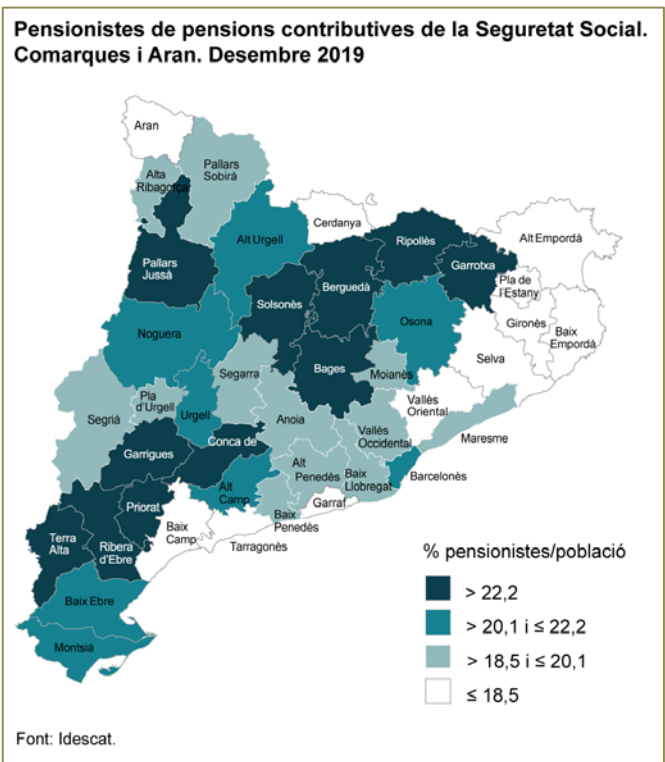 Pensionistes de pensions contributives de la Seguretat Social.
Comarques i Aran. Desembre 2019
Aran
Alta
Ribagorça
Pallars
Sobirà
Cerdanya
Alt Urgell
Ripollès
Alt Empordà
Garrotxa
Pallars
Jussà
Berguedà
Pla de
l'Estany
Solsonès
Osona
Gironès
Baix
Empordà
Noguera
Selva
Bages
Segarra
Moianès
Pla
d'Urgell
Vallès
Oriental
Segrià
Urgell
Anoia
Vallès
Occidental
Maresme
Conca de
Garrigues
Alt
Penedès
Baix
Llobregat
Barcelonès
Alt
Camp
Garraf
Priorat
Baix
Penedès
Baix
Camp
Terra
Alta
Ribera
d'Ebre
Tarragonès
Baix Ebre
Montsià
% pensionistes/població
> 22,2
> 20,1 i ≤ 22,2
> 18,5 i ≤ 20,1
≤ 18,5
Font: Idescat.